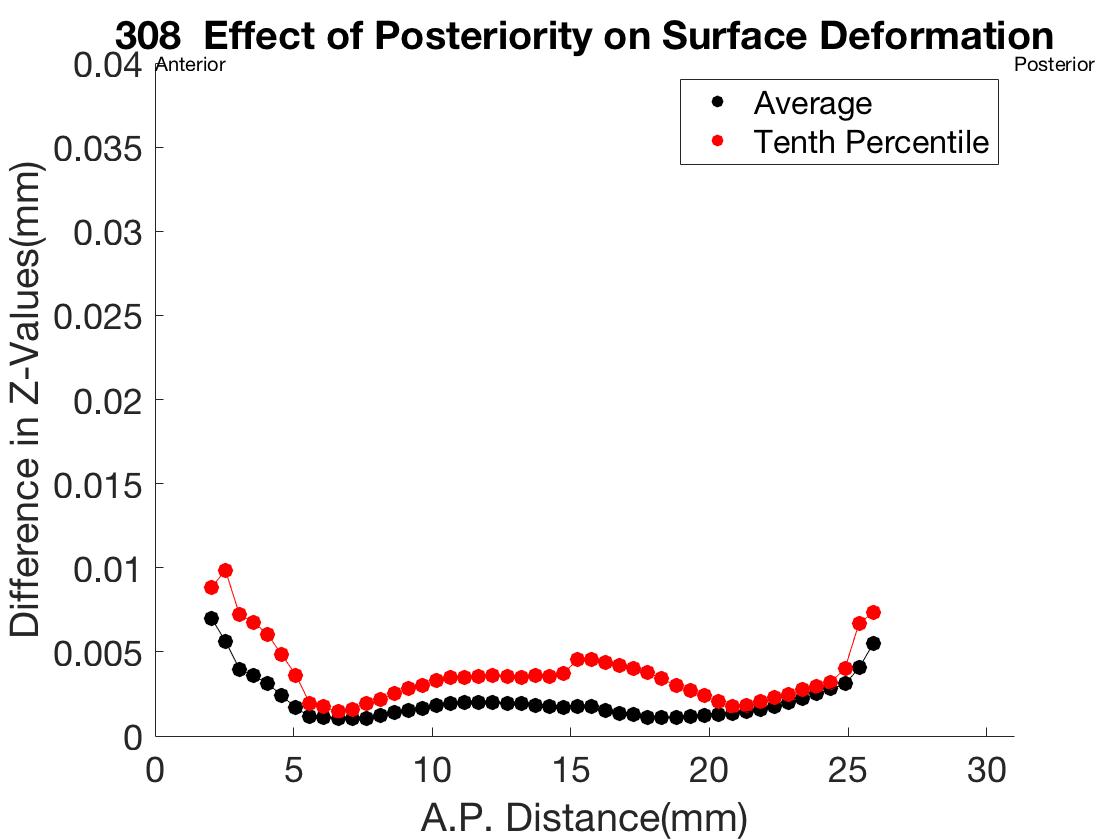 308  Effect of Posteriority on Surface Deformation
Anterior
Posterior
Average
Tenth Percentile
Difference in Z-Values(mm)
0.04
0.035
0.03
0.025
0.02
0.015
0.01
0.005
0
0 5 10 15 20 25 30
A.P. Distance(mm)